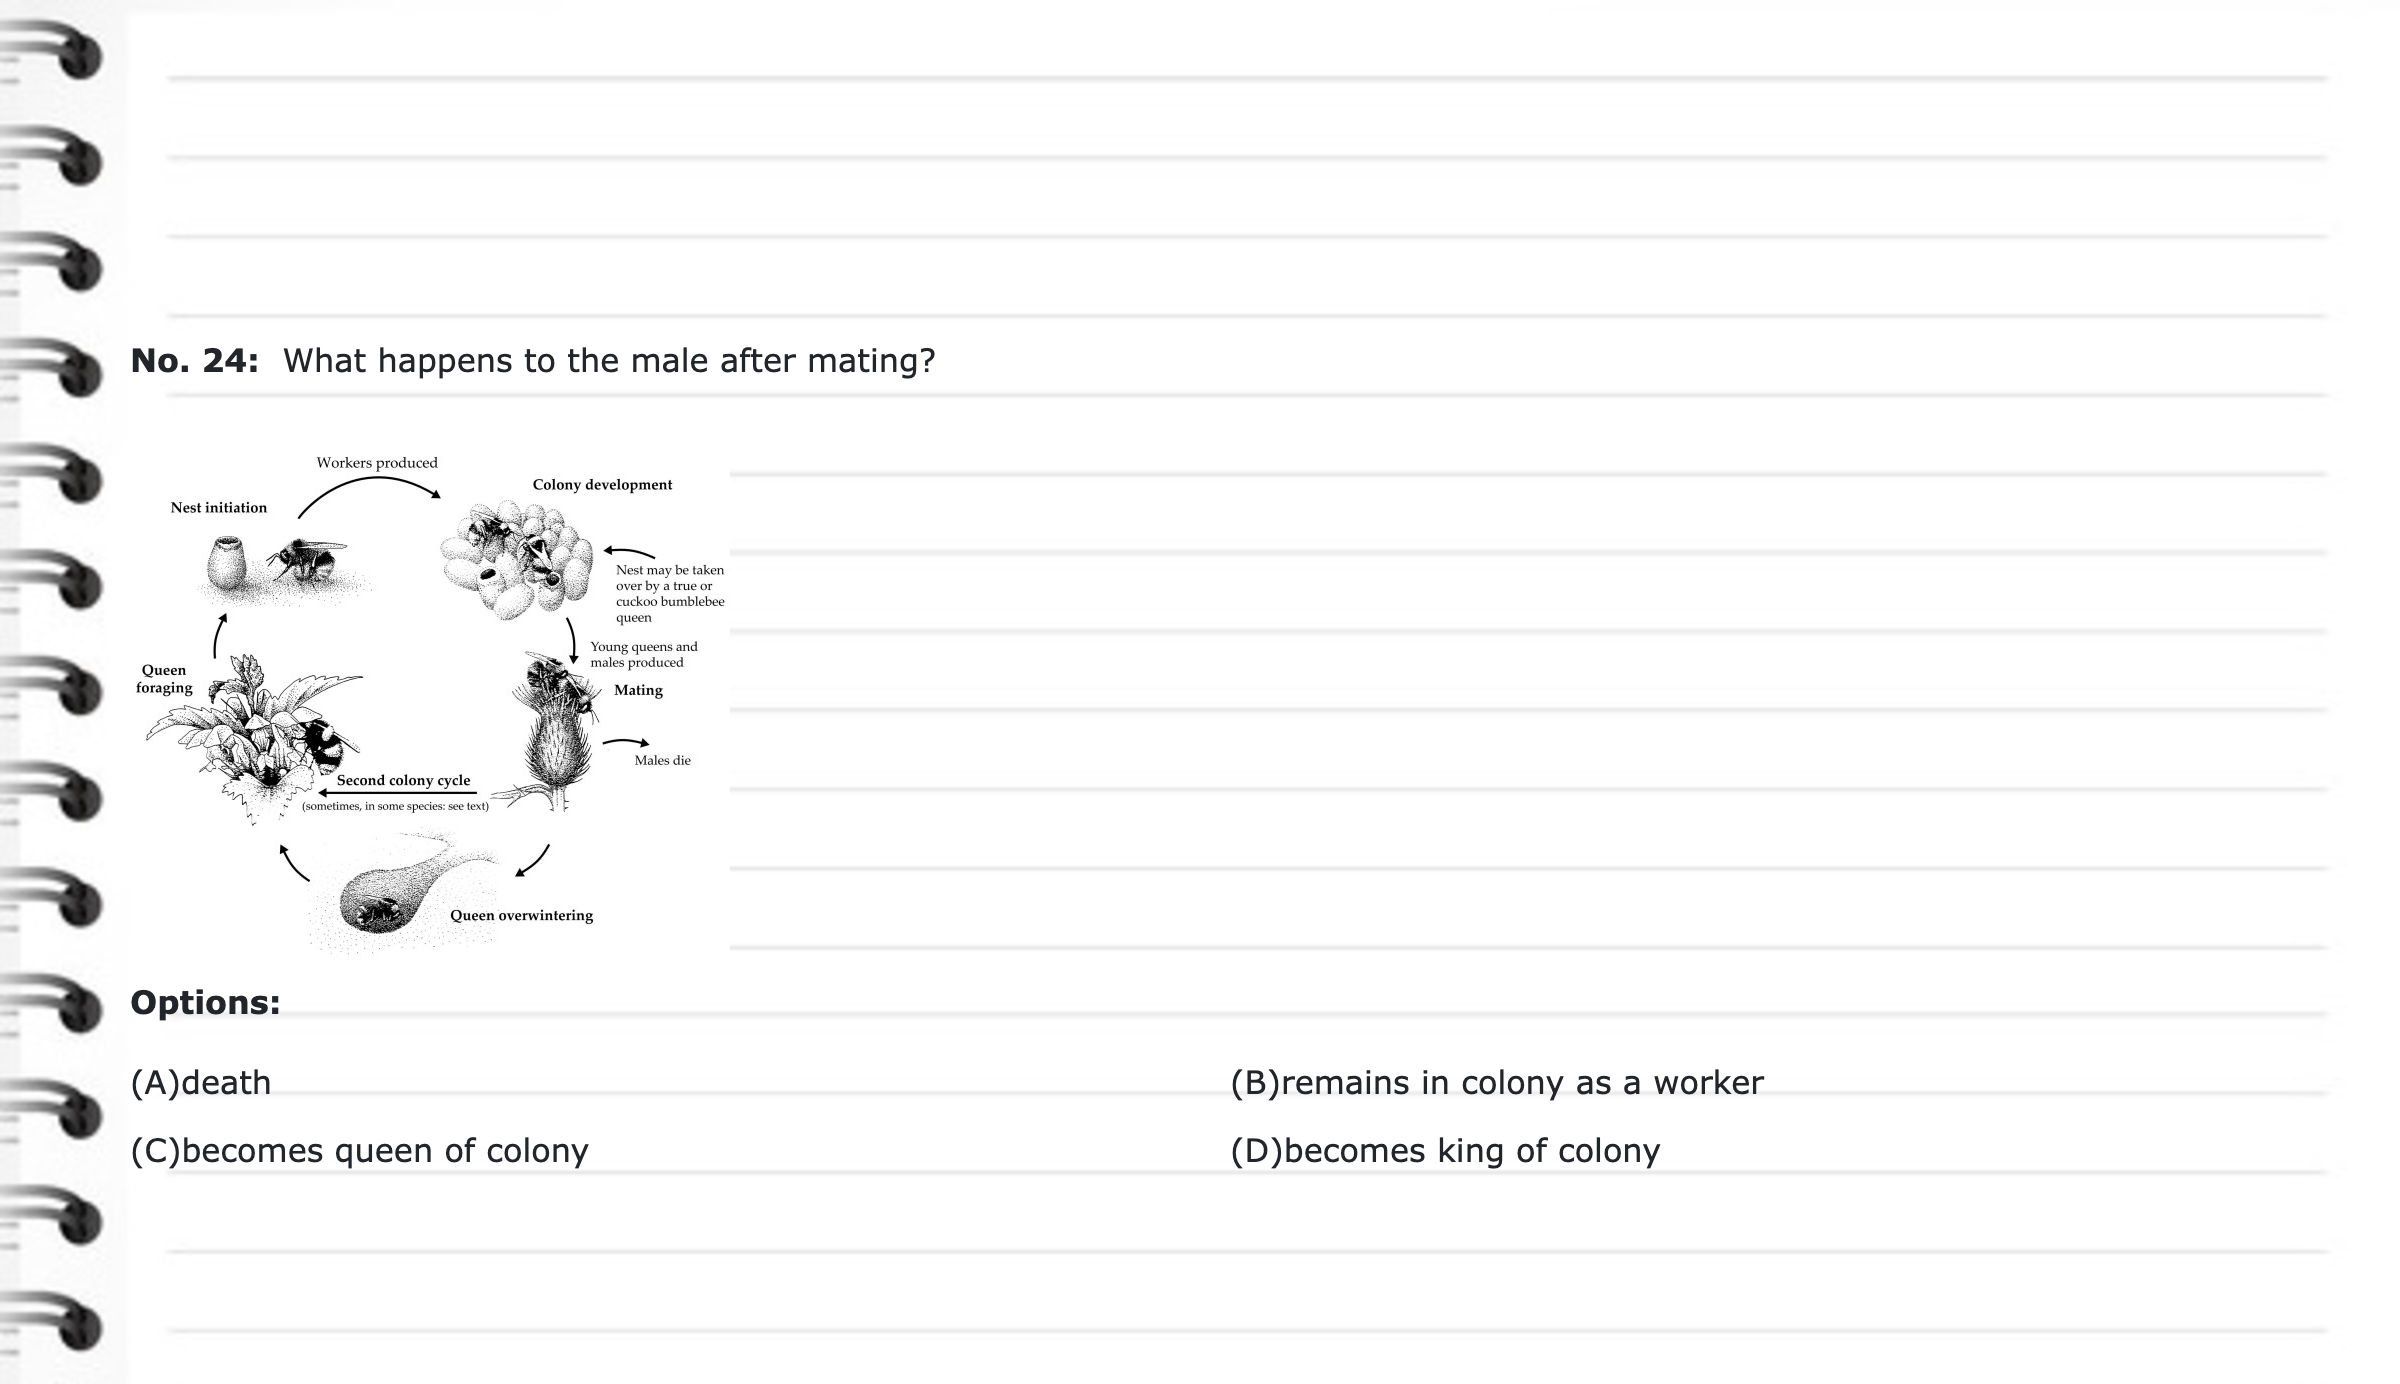 No. 24: What happens to the male after mating?
Workers produced
Colony development
Nest initiation
Nest may be taken
over by a true or
cuckoo bumblebee
queen
Young queens and
males produced
Queen
foraging
Mating
Males die
Second colony cycle
(sometimes, in some species: see text)
Queen overwintering
Options:
(A)death
(B)remains in colony as a worker
(C)becomes queen of colony
(D)becomes king of colony